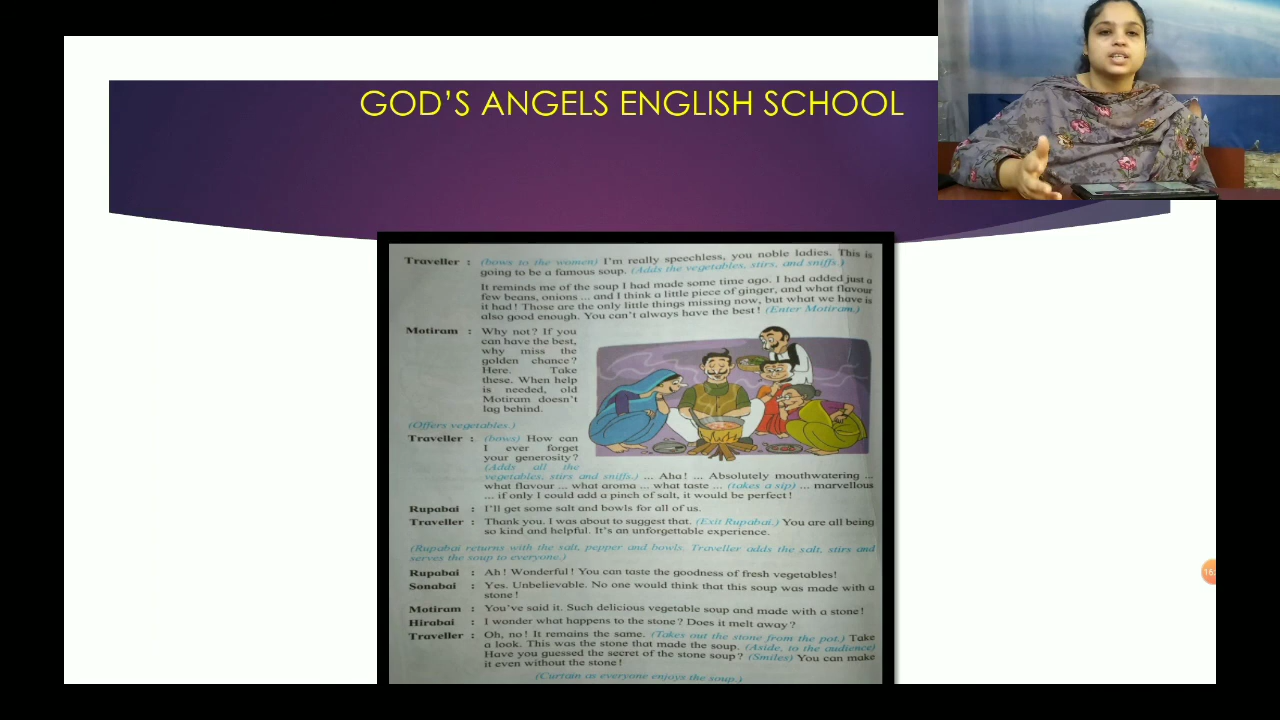 GOD'S ANGELS ENGLISH SCHOOL
Traveller : (bows to the women) I'm really speechless, you noble ladies. This is
going to be a famous soup. (Adds the vegetables, stirs, and sniffs.)
It reminds me of the soup I had made some time ago. I had added just a
few beans, onions ... and I think a little piece of ginger, and what flavour
it had! Those are the only little things missing now, but what we have is
also good enough. You can't always have the best! (Enter Motiram.)
Motiram : Why not? If you
can have the best,
why miss the
golden chance?
Here. Take
these. When help
is needed, old
Motiram doesn't
lag behind.
(Offers vegetables.)
Traveller : (bows) How can
I ever forget
your generosity?
(Adds all the
vegetables, stirs and sniffs.) ... Aha! ... Absolutely mouthwatering ...
what flavour ... what aroma ... what taste ... (takes a sip) ... marvellous
... if only I could add a pinch of salt, it would be perfect!
Rupabai : I'll get some salt and bowls for all of us.
Traveller : Thank you. I was about to suggest that. (Exit Rupabai.) You are all being
so kind and helpful. It's an unforgettable experience.
(Rupabai returns with the salt, pepper and bowls. Traveller adds the salt, stirs and
serves the soup to everyone.)
Rupabai : Ah! Wonderful! You can taste the goodness of fresh vegetables!
Sonabai : Yes. Unbelievable. No one would think that this soup was made with a
stone!
Motiram : You've said it. Such delicious vegetable soup and made with a stone!
Hirabai : I wonder what happens to the stone? Does it melt away?
Traveller : Oh, no! It remains the same. (Takes out the stone from the pot.) Take
a look. This was the stone that made the soup. (Aside, to the audience)
Have you guessed the secret of the stone soup? (Smiles) You can make
it even without the stone!
(Curtain as everyone enjoys the soup.)